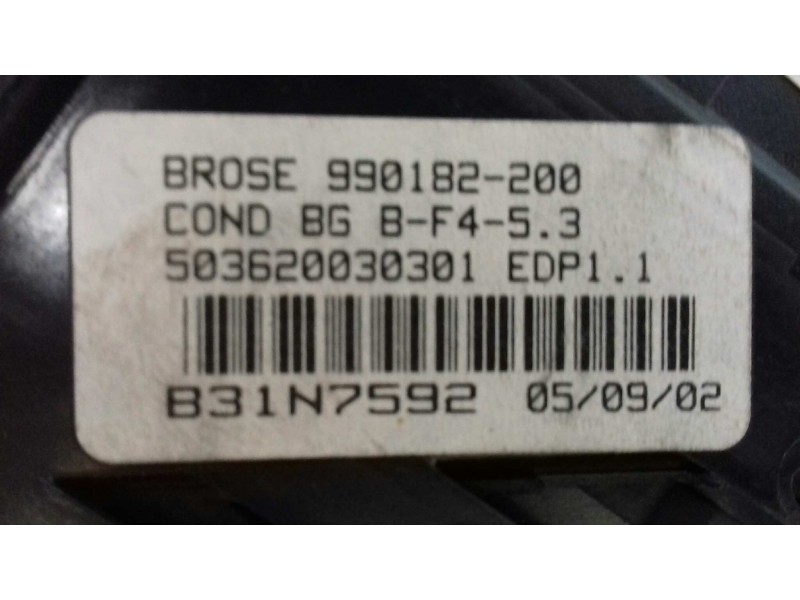 BROSE 990182-200
COND BG B-F4-5.3
503620030301 EDP1.1
B31N7592 05/09/02